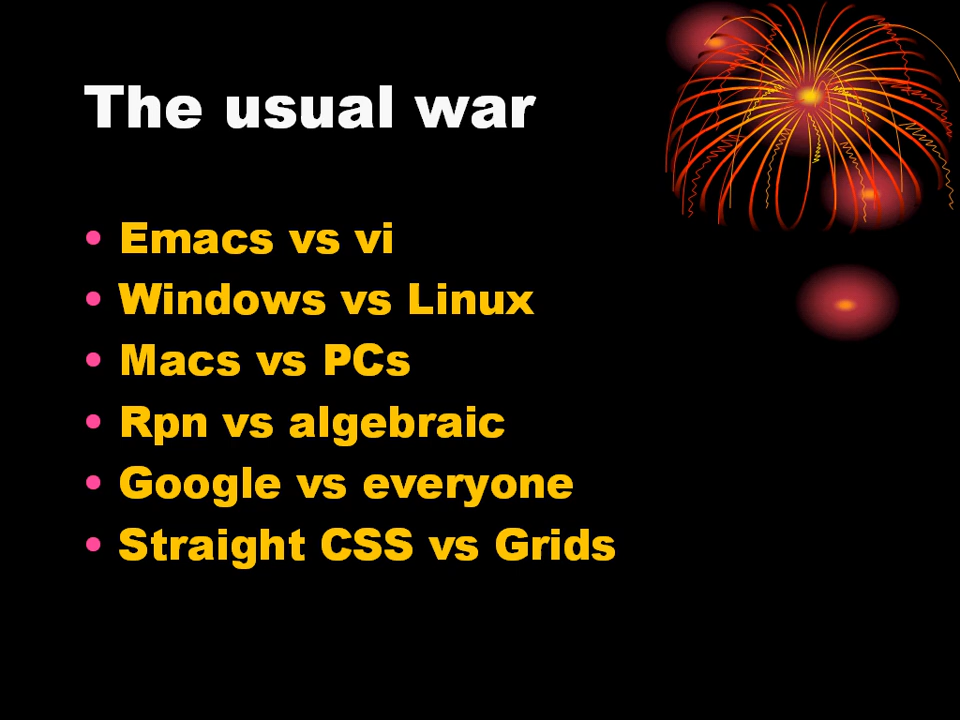 The usual war
• Emacs vs vi
• Windows vs Linux
• Macs vs PCs
• Rpn vs algebraic
• Google vs everyone
• Straight CSS vs Grids